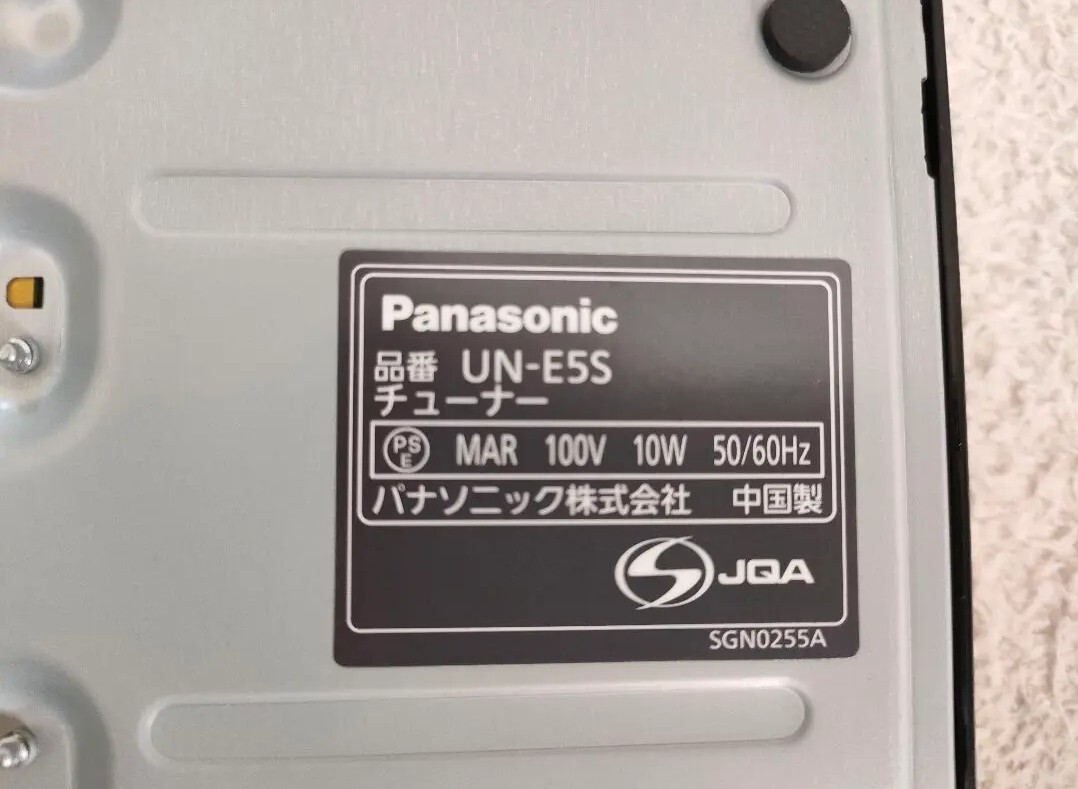 Panasonic
品番 UN-E5S
チューナー
PSE MAR 100V 10W 50/60Hz
パナソニック株式会社 中国製
JQA
SGN0255A